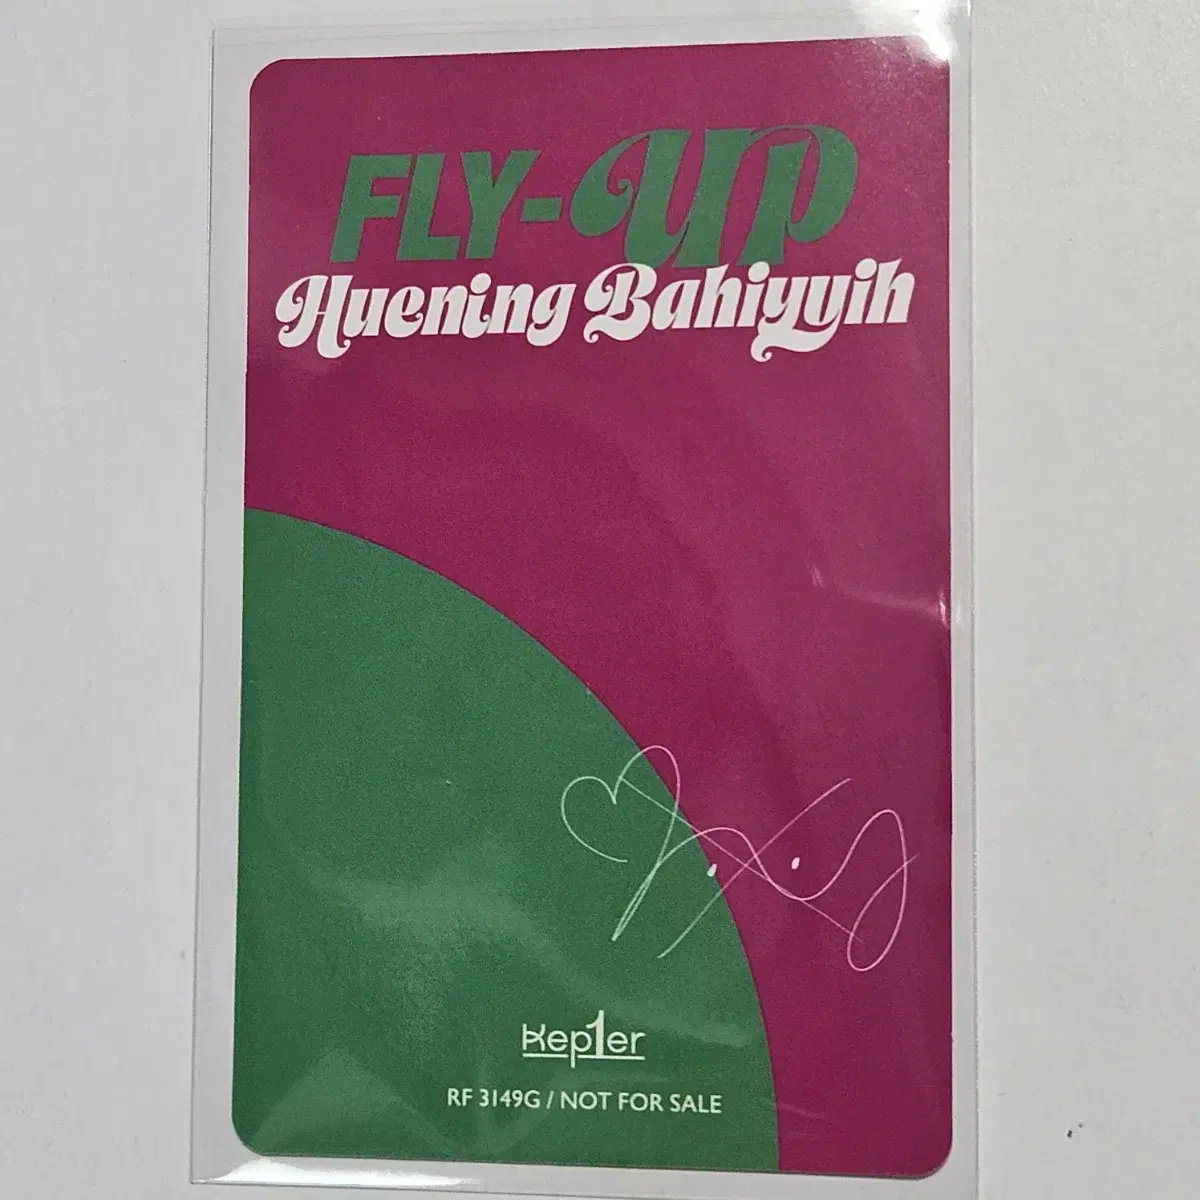 FLY-UP
Huening Bahiyyih
Kep1er
RF 3149G / NOT FOR SALE